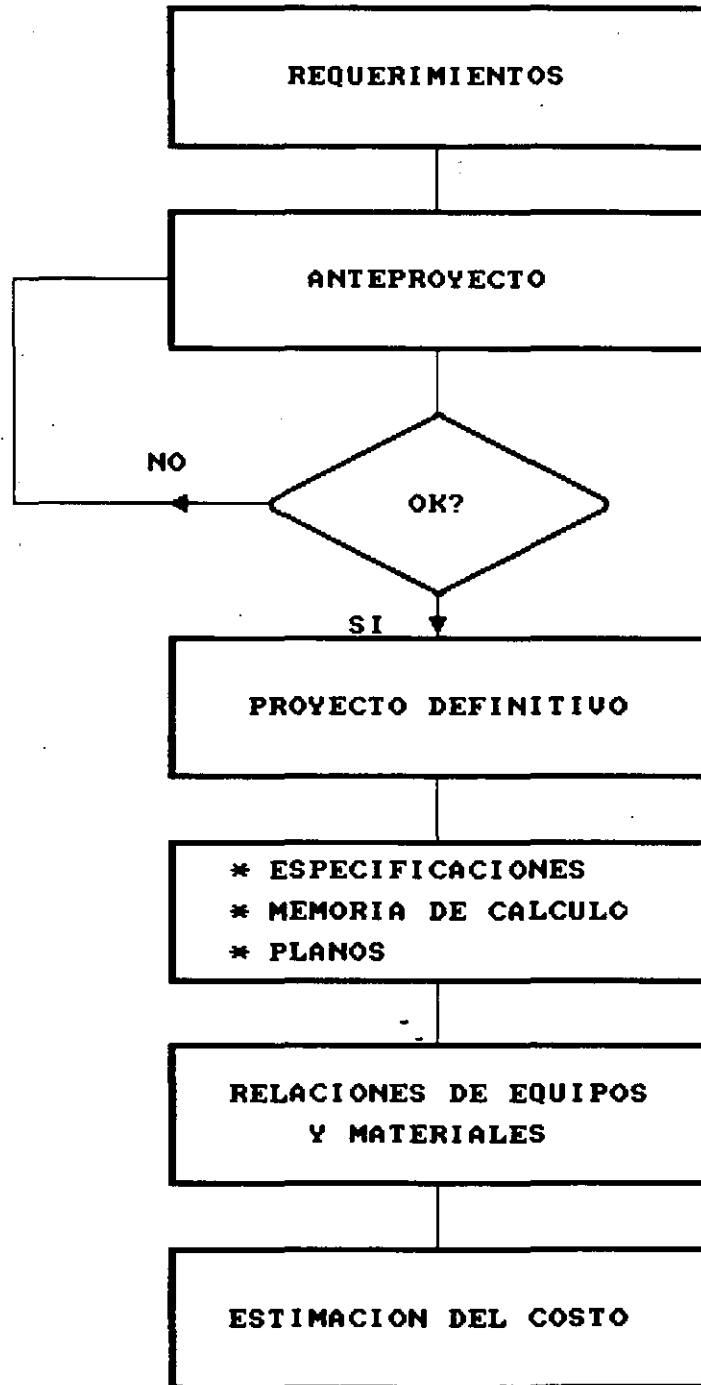 REQUERIMIENTOS
ANTEPROYECTO
NO
OK?
SI
PROYECTO DEFINITIVO
* ESPECIFICACIONES
* MEMORIA DE CALCULO
* PLANOS
RELACIONES DE EQUIPOS
Y MATERIALES
ESTIMACION DEL COSTO